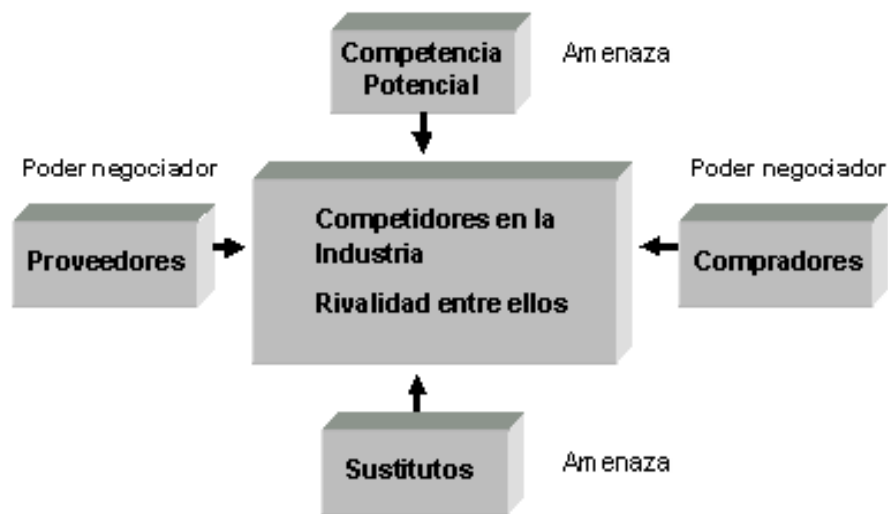 Competencia
Potencial
Amenaza
Poder negociador
Poder negociador
Proveedores
Competidores en la
Industria
Rivalidad entre ellos
Compradores
Sustitutos
Amenaza